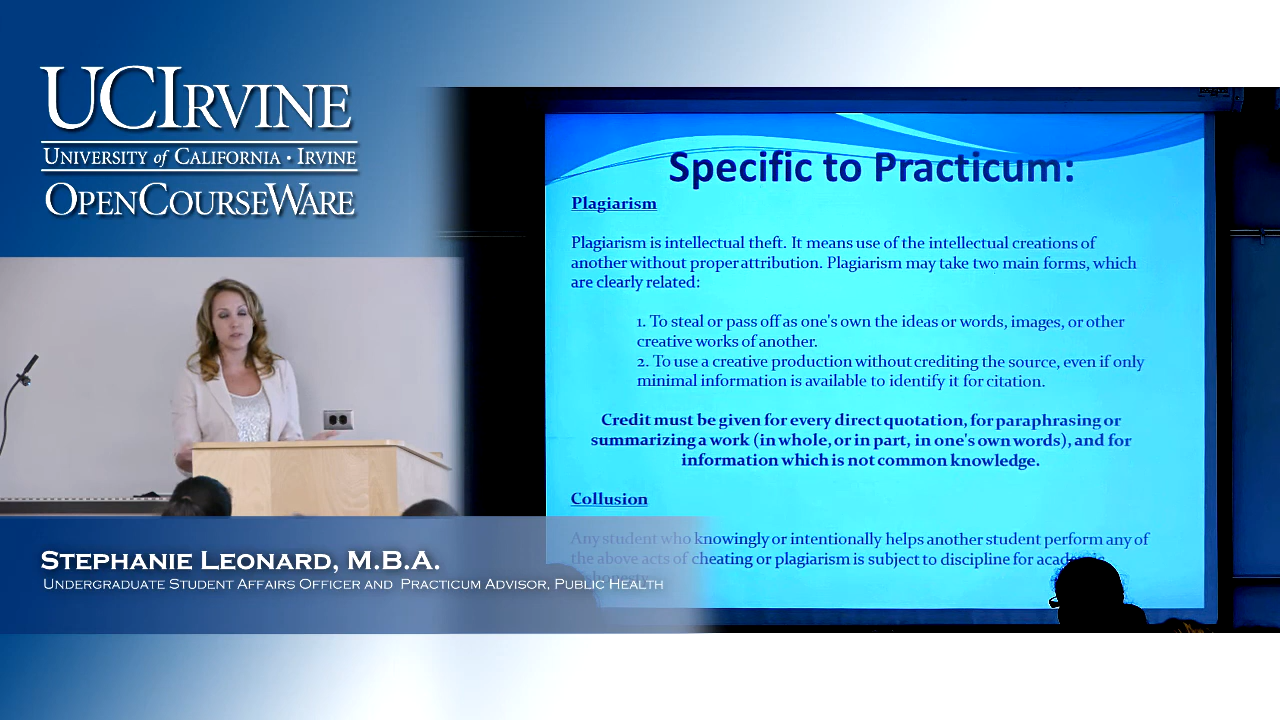 UCIRVINE
UNIVERSITY of CALIFORNIA · IRVINE
OPENCOURSEWARE
Specific to Practicum:
Plagiarism
Plagiarism is intellectual theft. It means use of the intellectual creations of
another without proper attribution. Plagiarism may take two main forms, which
are clearly related:
1. To steal or pass off as one's own the ideas or words, images, or other
creative works of another.
2. To use a creative production without crediting the source, even if only
minimal information is available to identify it for citation.
Credit must be given for every direct quotation, for paraphrasing or
summarizing a work (in whole, or in part, in one's own words), and for
information which is not common knowledge.
Collusion
Any student who knowingly or intentionally helps another student perform any of
the above acts of cheating or plagiarism is subject to discipline for
STEPHANIE LEONARD, M.B.A.
UNDERGRADUATE STUDENT AFFAIRS OFFICER AND PRACTICUM ADVISOR, PUBLIC HEALTH